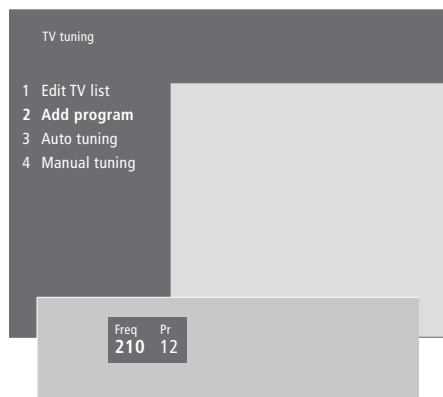 TV tuning
1 Edit TV list
2 Add program
3 Auto tuning
4 Manual tuning
Freq Pr
210 12